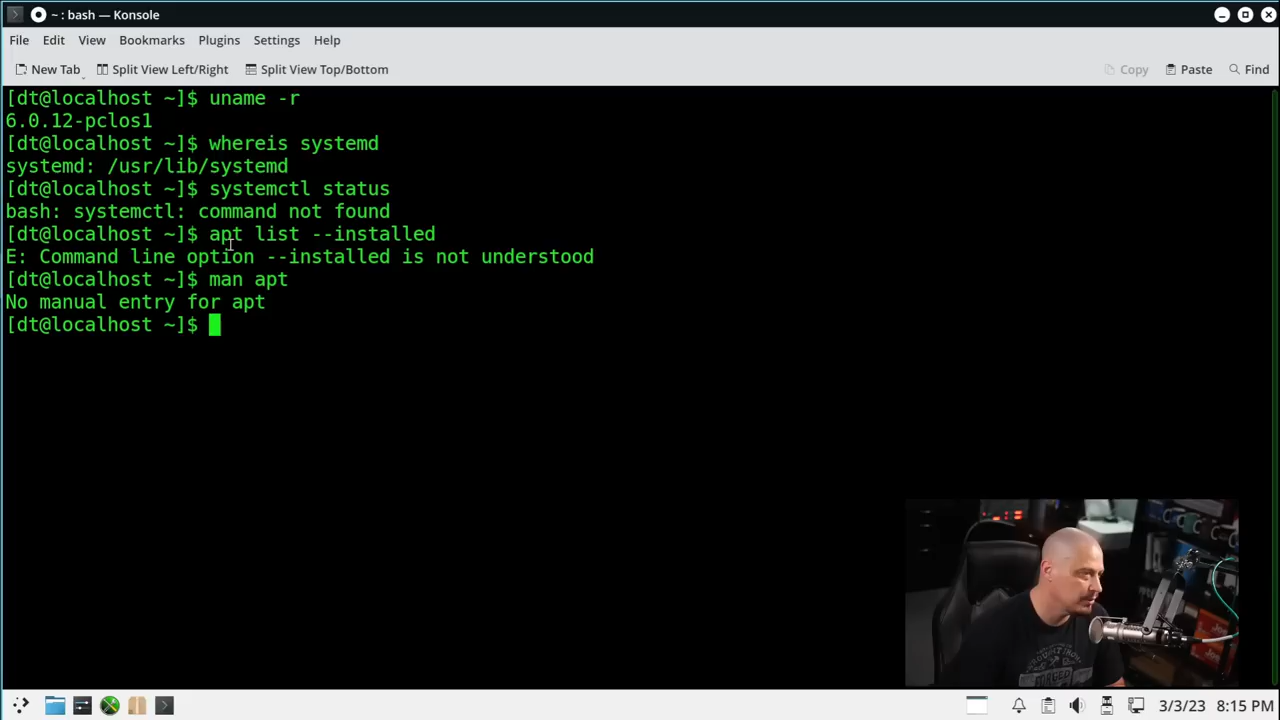 ~ : bash — Konsole
File Edit View Bookmarks Plugins Settings Help
New Tab Split View Left/Right Split View Top/Bottom Copy Paste Find
[dt@localhost ~]$ uname -r
6.0.12-pclos1
[dt@localhost ~]$ whereis systemd
systemd: /usr/lib/systemd
[dt@localhost ~]$ systemctl status
bash: systemctl: command not found
[dt@localhost ~]$ apt list --installed
E: Command line option --installed is not understood
[dt@localhost ~]$ man apt
No manual entry for apt
[dt@localhost ~]$
3/3/23 8:15 PM